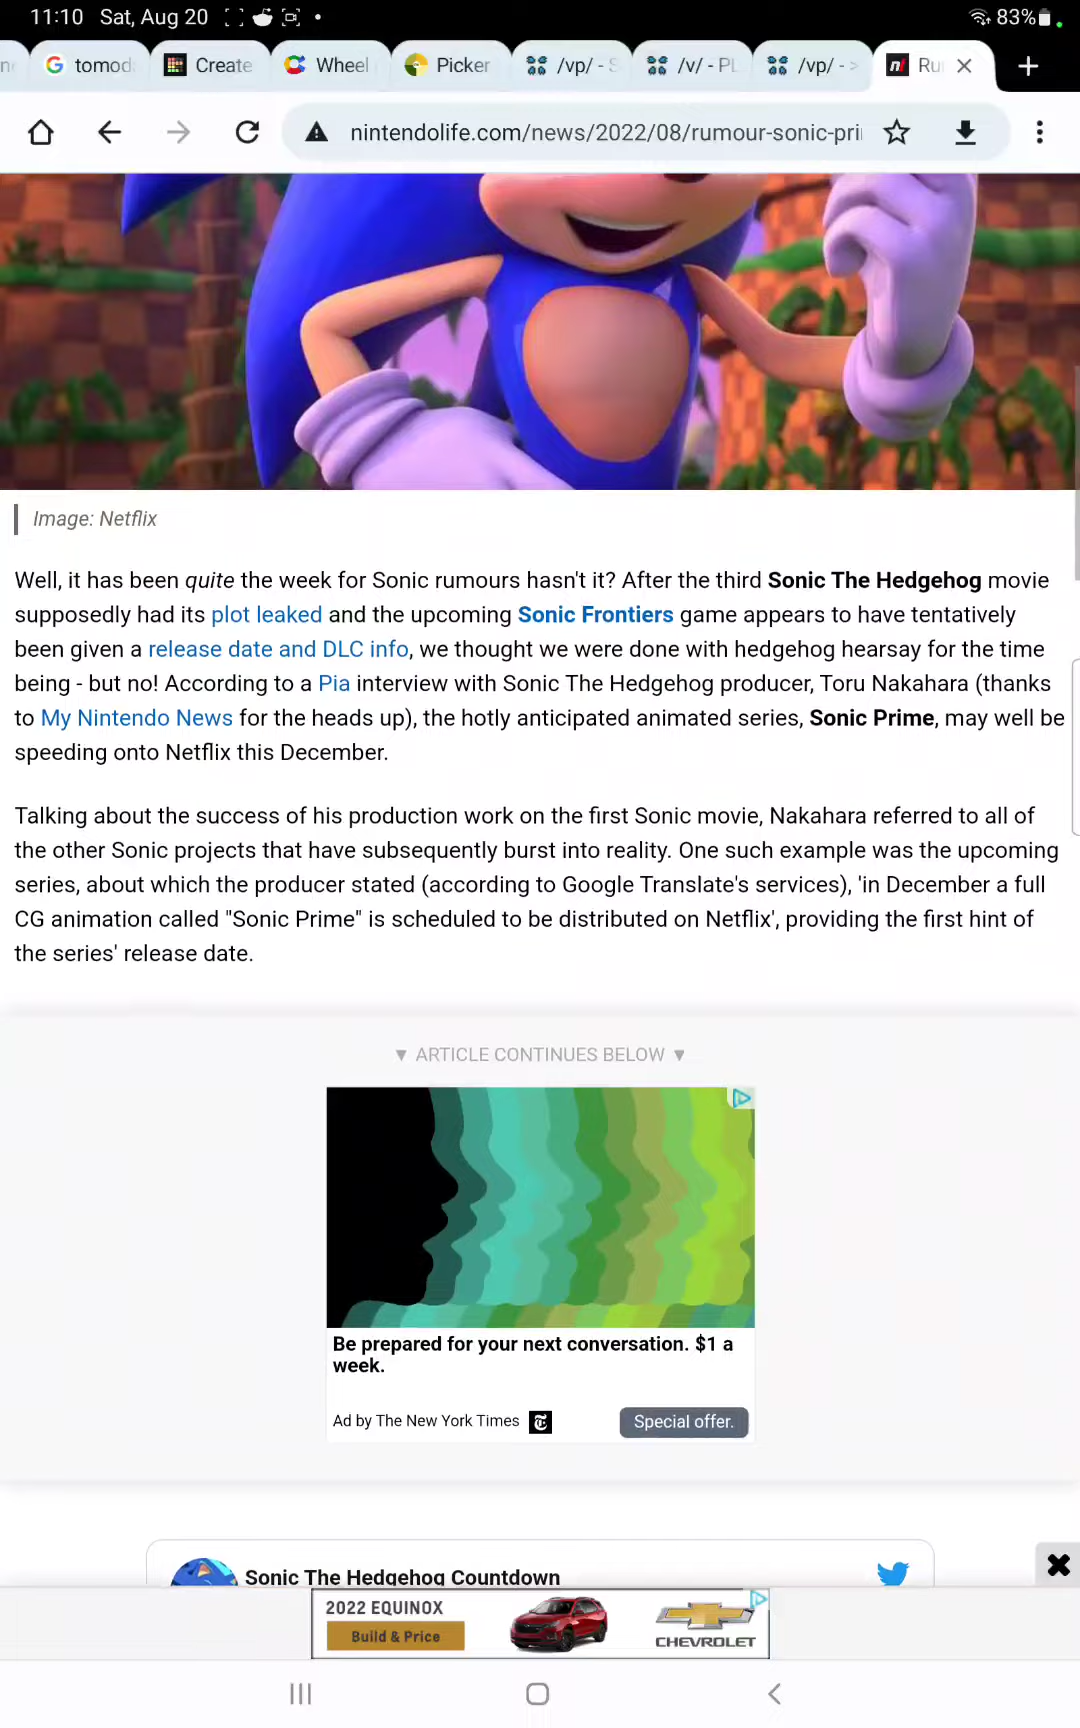 11:10 Sat, Aug 20
83%
tomod
Create
Wheel
Picker
/vp/ - S
/v/ - PL
/vp/ - >
Ru
nintendolife.com/news/2022/08/rumour-sonic-pri
Image: Netflix
Well, it has been quite the week for Sonic rumours hasn't it? After the third Sonic The Hedgehog movie
supposedly had its plot leaked and the upcoming Sonic Frontiers game appears to have tentatively
been given a release date and DLC info, we thought we were done with hedgehog hearsay for the time
being - but no! According to a Pia interview with Sonic The Hedgehog producer, Toru Nakahara (thanks
to My Nintendo News for the heads up), the hotly anticipated animated series, Sonic Prime, may well be
speeding onto Netflix this December.
Talking about the success of his production work on the first Sonic movie, Nakahara referred to all of
the other Sonic projects that have subsequently burst into reality. One such example was the upcoming
series, about which the producer stated (according to Google Translate's services), 'in December a full
CG animation called "Sonic Prime" is scheduled to be distributed on Netflix', providing the first hint of
the series' release date.
▼ ARTICLE CONTINUES BELOW ▼
Be prepared for your next conversation. $1 a
week.
Ad by The New York Times
Special offer.
Sonic The Hedgehog Countdown
2022 EQUINOX
Build & Price
CHEVROLET